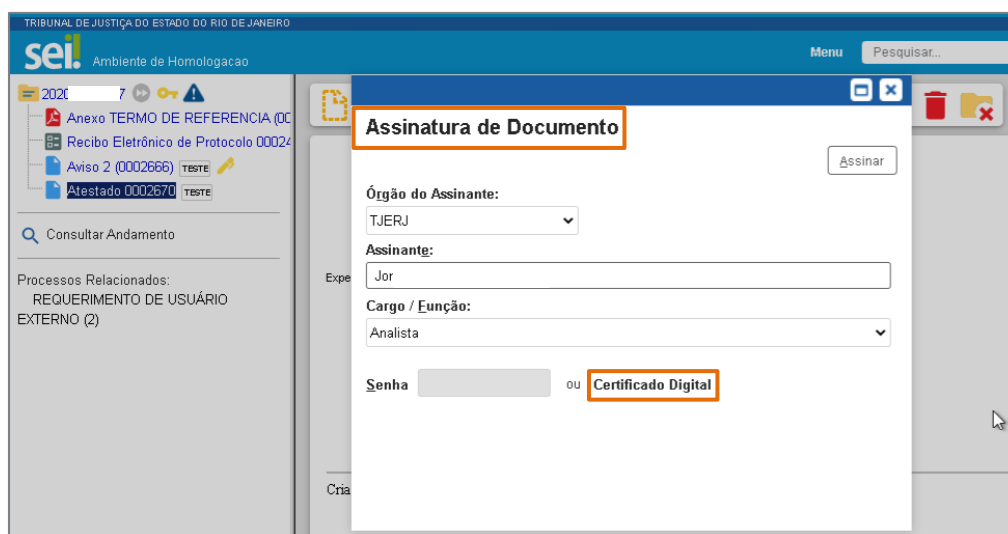 TRIBUNAL DE JUSTIÇA DO ESTADO DO RIO DE JANEIRO
sei! Ambiente de Homologacao
Menu Pesquisar...
202 7
Anexo TERMO DE REFERENCIA (00
Recibo Eletrônico de Protocolo 00024
Aviso 2 (0002666) TESTE
Atestado 0002670 TESTE
Consultar Andamento
Processos Relacionados:
REQUERIMENTO DE USUÁRIO
EXTERNO (2)
Assinatura de Documento
Assinar
Órgão do Assinante:
TJERJ
Assinante:
Expe
Jor
Cargo / Função:
Analista
Senha ou Certificado Digital
Cria